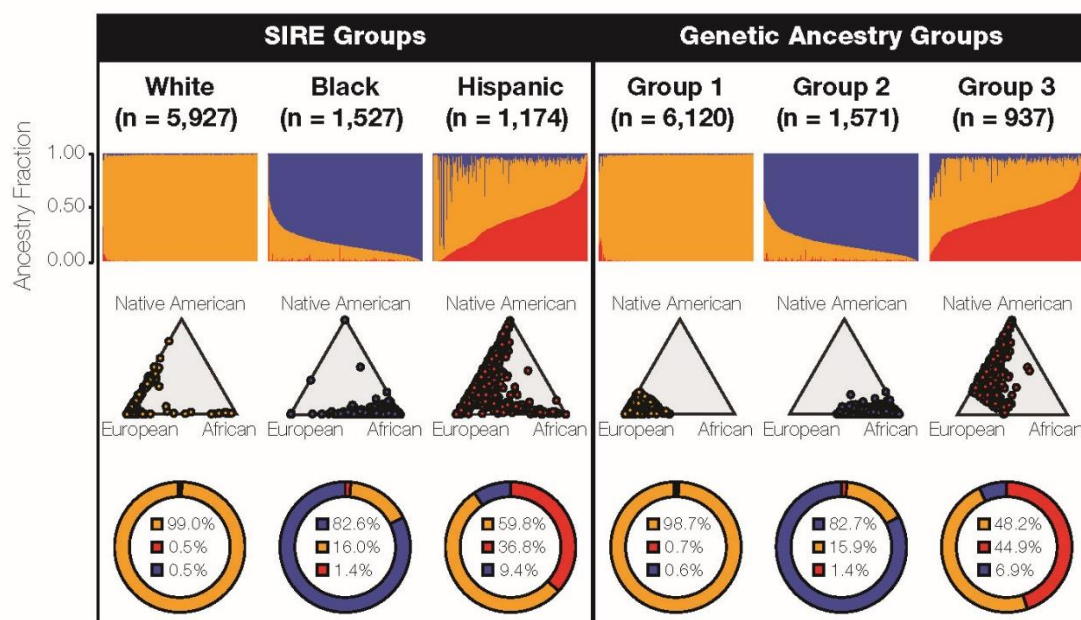 SIRE Groups
Genetic Ancestry Groups
White
(n = 5,927)
Black
(n = 1,527)
Hispanic
(n = 1,174)
Group 1
(n = 6,120)
Group 2
(n = 1,571)
Group 3
(n = 937)
Ancestry Fraction
1.00
0.50
0.00
Native American
Native American
Native American
Native American
Native American
Native American
European African
European African
European African
European African
European African
European African
99.0%
0.5%
0.5%
82.6%
16.0%
1.4%
59.8%
36.8%
9.4%
98.7%
0.7%
0.6%
82.7%
15.9%
1.4%
48.2%
44.9%
6.9%